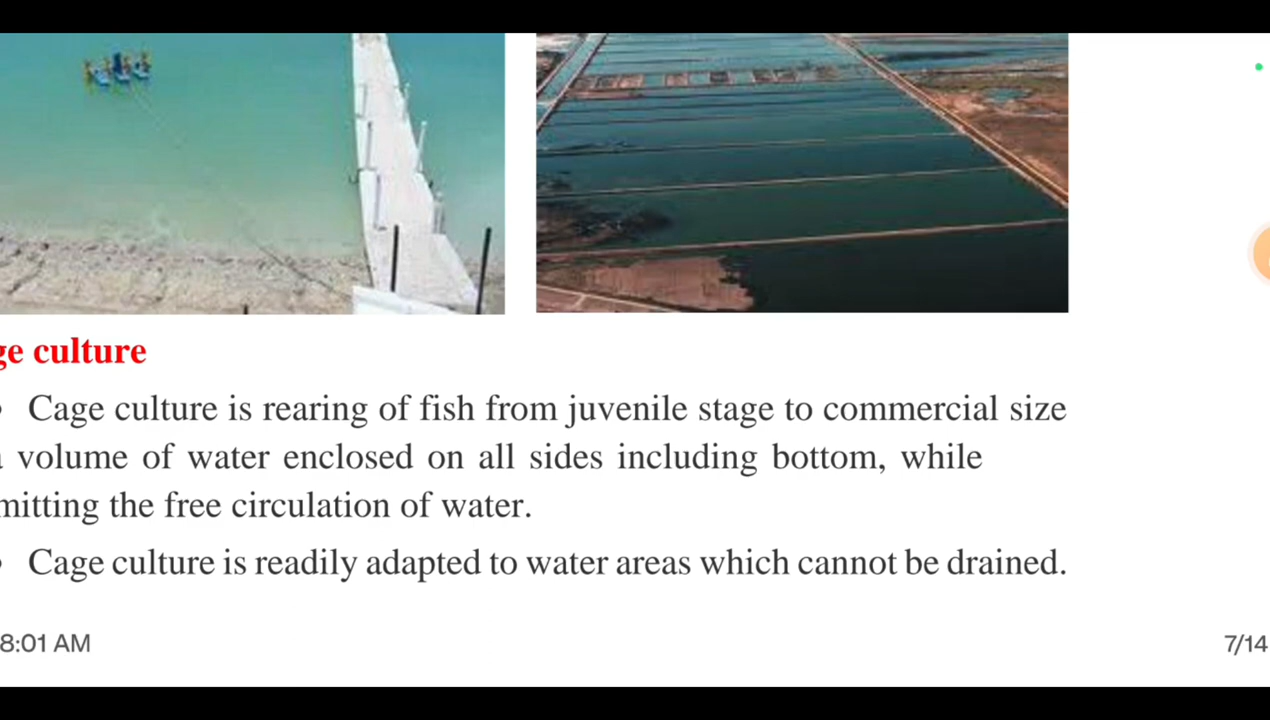 culture
Cage culture is rearing of fish from juvenile stage to commercial size
volume of water enclosed on all sides including bottom, while
mitting the free circulation of water.
Cage culture is readily adapted to water areas which cannot be drained.
8:01 AM
7/14